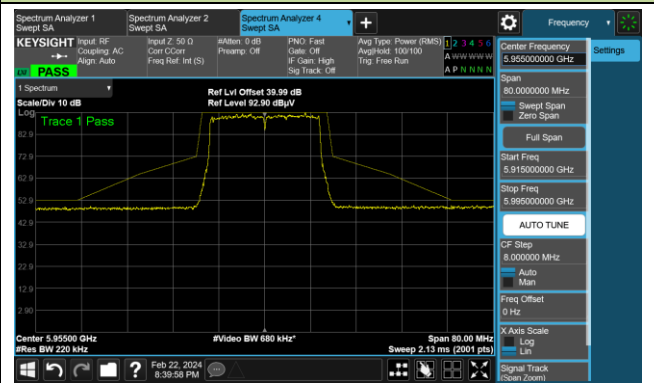 Spectrum Analyzer 1
Swept SA
Spectrum Analyzer 2
Swept SA
Spectrum Analyzer 4
Swept SA
Frequency
KEYSIGHT
Input: RF
Coupling: AC
Align: Auto
Input Z: 50 Ω
Corr CCorr
Freq Ref: Int (S)
#Atten: 0 dB
Preamp: Off
PNO: Fast
Gate: Off
IF Gain: High
Sig Track: Off
Avg Type: Power (RMS)
Avg|Hold: 100/100
Trig: Free Run
1 2 3 4 5 6
A W W W W W
A P N N N N
PASS
1 Spectrum
Scale/Div 10 dB
Ref Lvl Offset 39.99 dB
Ref Level 92.90 dBµV
Log
Trace 1 Pass
82.9
72.9
62.9
52.9
42.9
32.9
22.9
12.9
2.90
Center 5.95500 GHz
#Res BW 220 kHz
#Video BW 680 kHz*
Span 80.00 MHz
Sweep 2.13 ms (2001 pts)
Center Frequency
5.955000000 GHz
Settings
Span
80.0000000 MHz
Swept Span
Zero Span
Full Span
Start Freq
5.915000000 GHz
Stop Freq
5.995000000 GHz
AUTO TUNE
CF Step
8.000000 MHz
Auto
Man
Freq Offset
0 Hz
X Axis Scale
Log
Lin
Signal Track
(Span Zoom)
Feb 22, 2024
8:39:58 PM